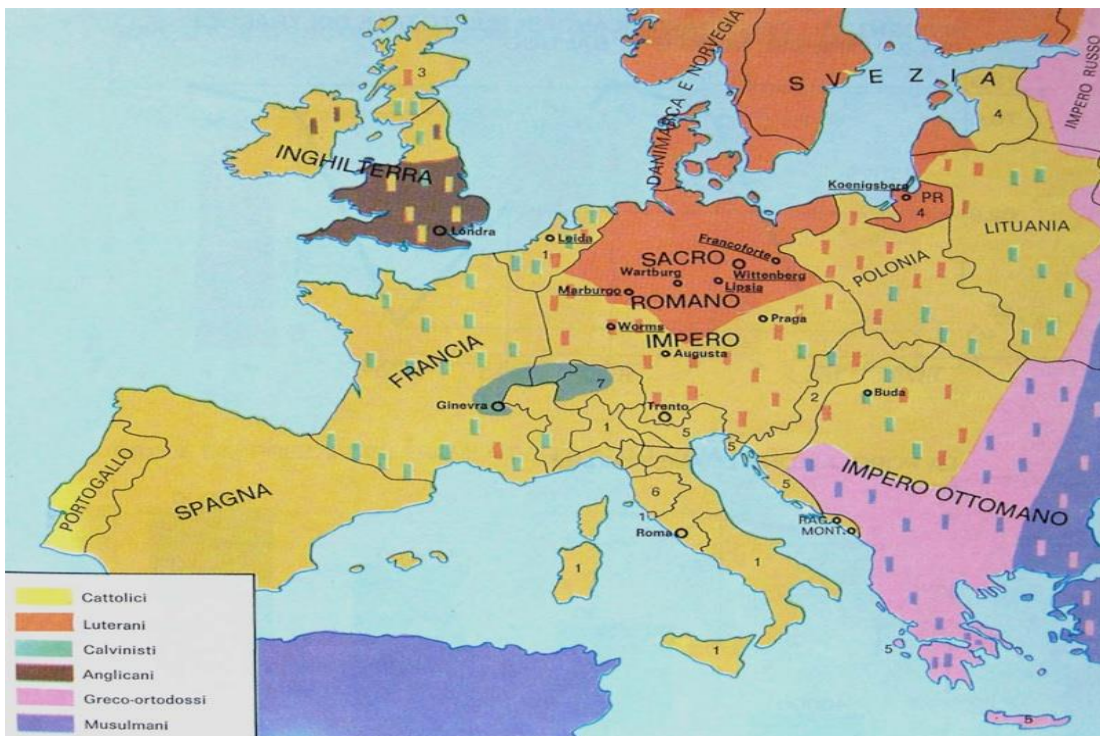 DANIMARCA E NORVEGIA
S V E Z I A
IMPERO RUSSO
3
4
INGHILTERRA
Koenigsberg
PR
4
LITUANIA
Londra
Leida
1
SACRO
Francoforte
POLONIA
Wartburg
Wittenberg
Marburgo
Lipsia
ROMANO
Worms
Praga
IMPERO
Augusta
FRANCIA
7
2
Buda
Ginevra
Trento
1
5
5
PORTOGALLO
SPAGNA
5
IMPERO OTTOMANO
6
1
RAG.
MONT.
Roma
1
1
1
5
5
Cattolici
Luterani
Calvinisti
Anglicani
Greco-ortodossi
Musulmani